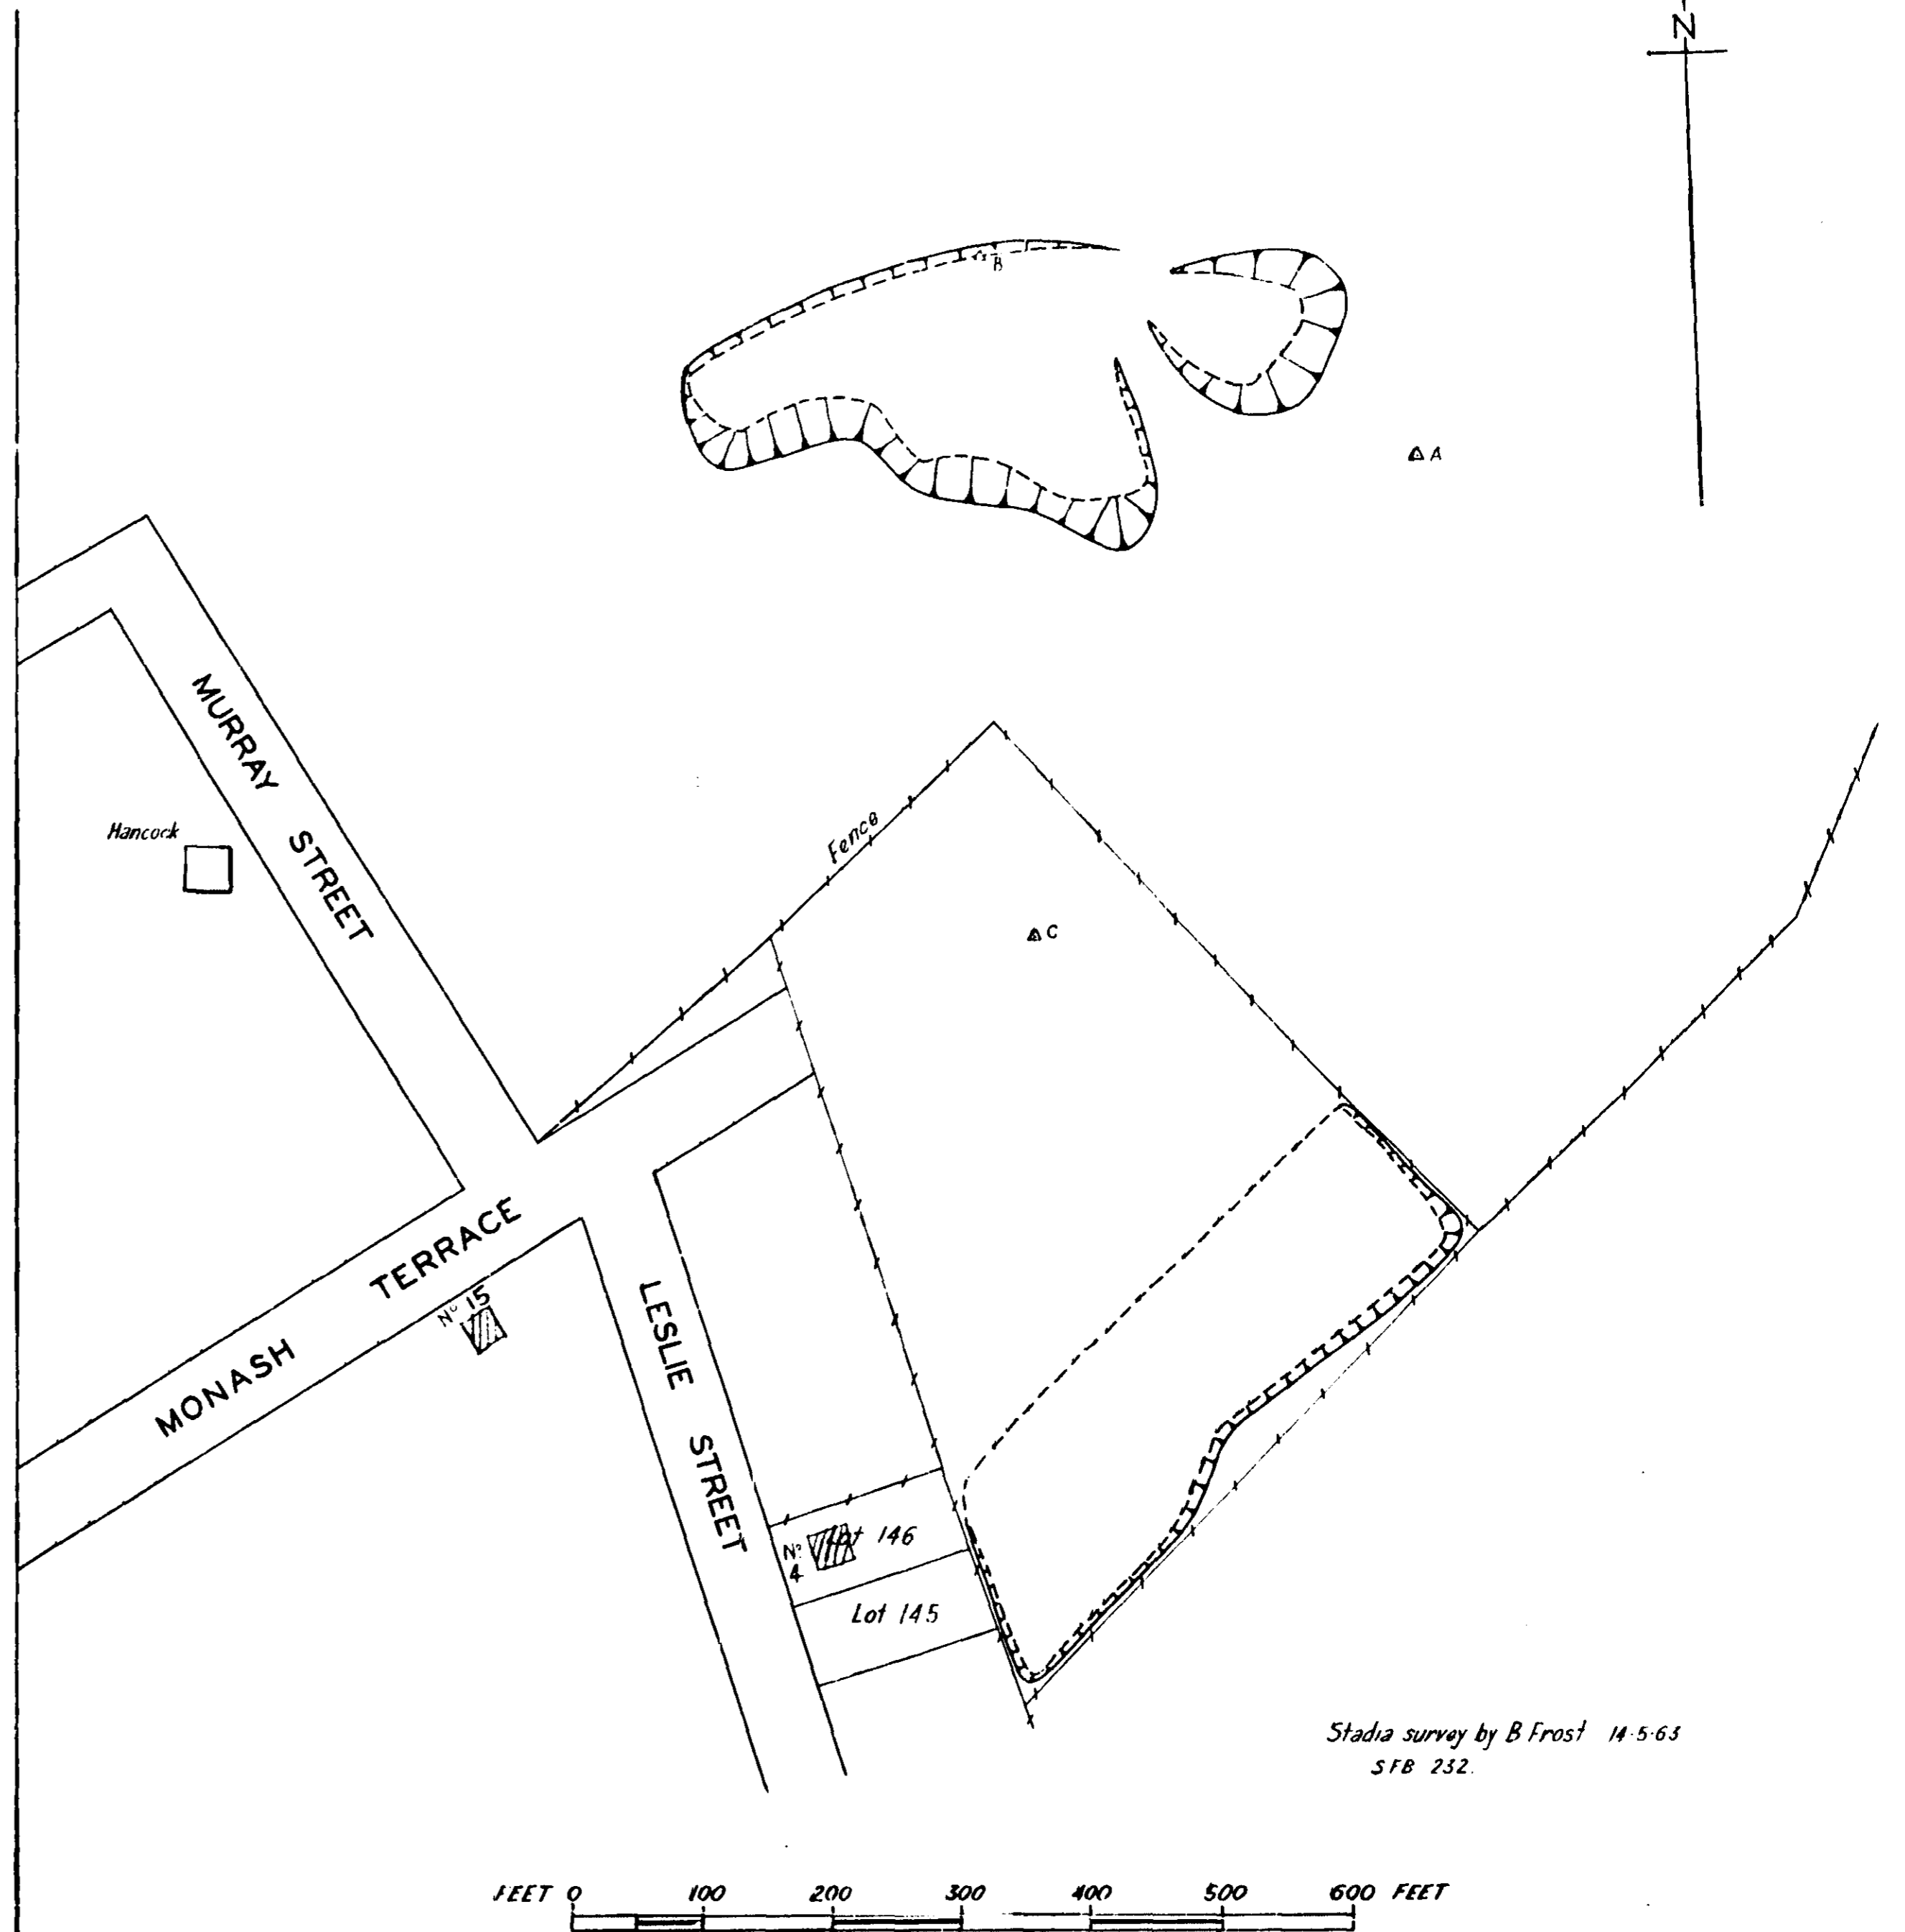 N
B
A
MURRAY STREET
Hancock
Fence
C
MONASH TERRACE
Nº 15
LESLIE STREET
Lot 146
Nº 4
Lot 145
Stadia survey by B Frost 14·5·63
SFB 232.
FEET 0 100 200 300 400 500 600 FEET